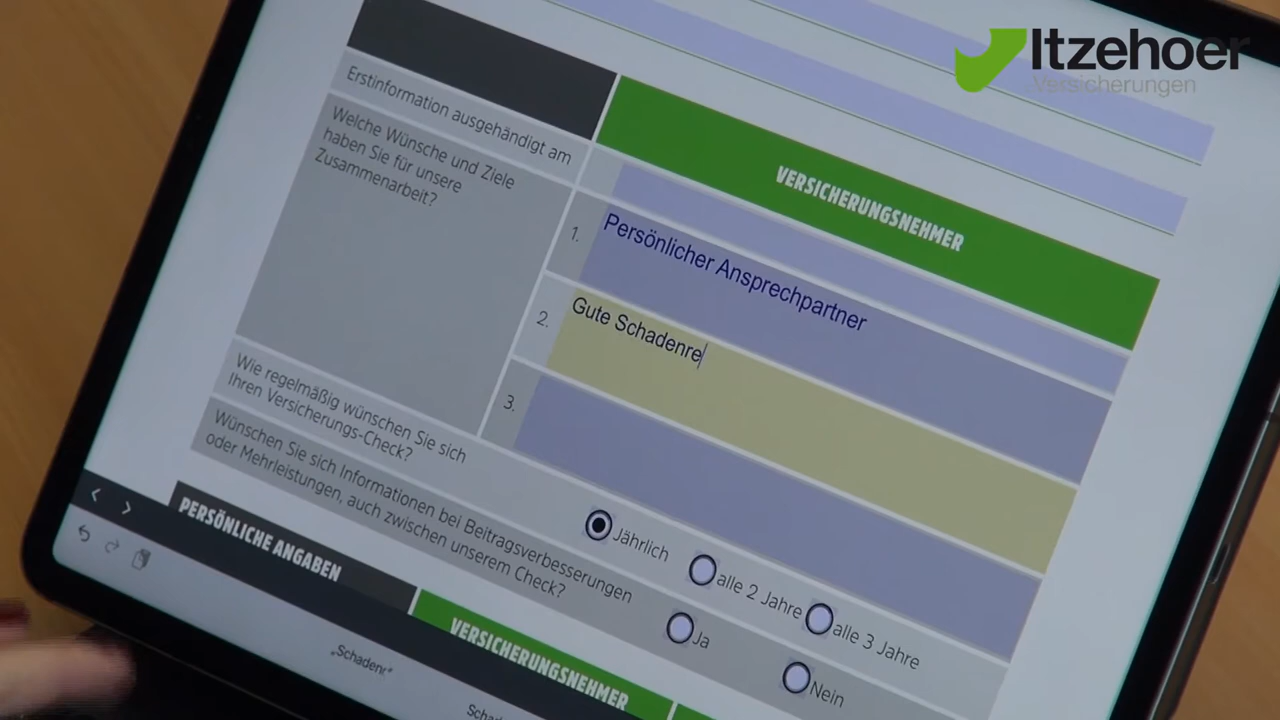 Itzehoer
Versicherungen
Erstinformation ausgehändigt am
VERSICHERUNGSNEHMER
Welche Wünsche und Ziele
haben Sie für unsere
Zusammenarbeit?
1. Persönlicher Ansprechpartner
2. Gute Schadenre
3.
Wie regelmäßig wünschen Sie sich
Ihren Versicherungs-Check?
Jährlich
alle 2 Jahre
alle 3 Jahre
Wünschen Sie sich Informationen bei Beitragsverbesserungen
oder Mehrleistungen, auch zwischen unserem Check?
Ja
Nein
PERSÖNLICHE ANGABEN
VERSICHERUNGSNEHMER
„Schadenr“